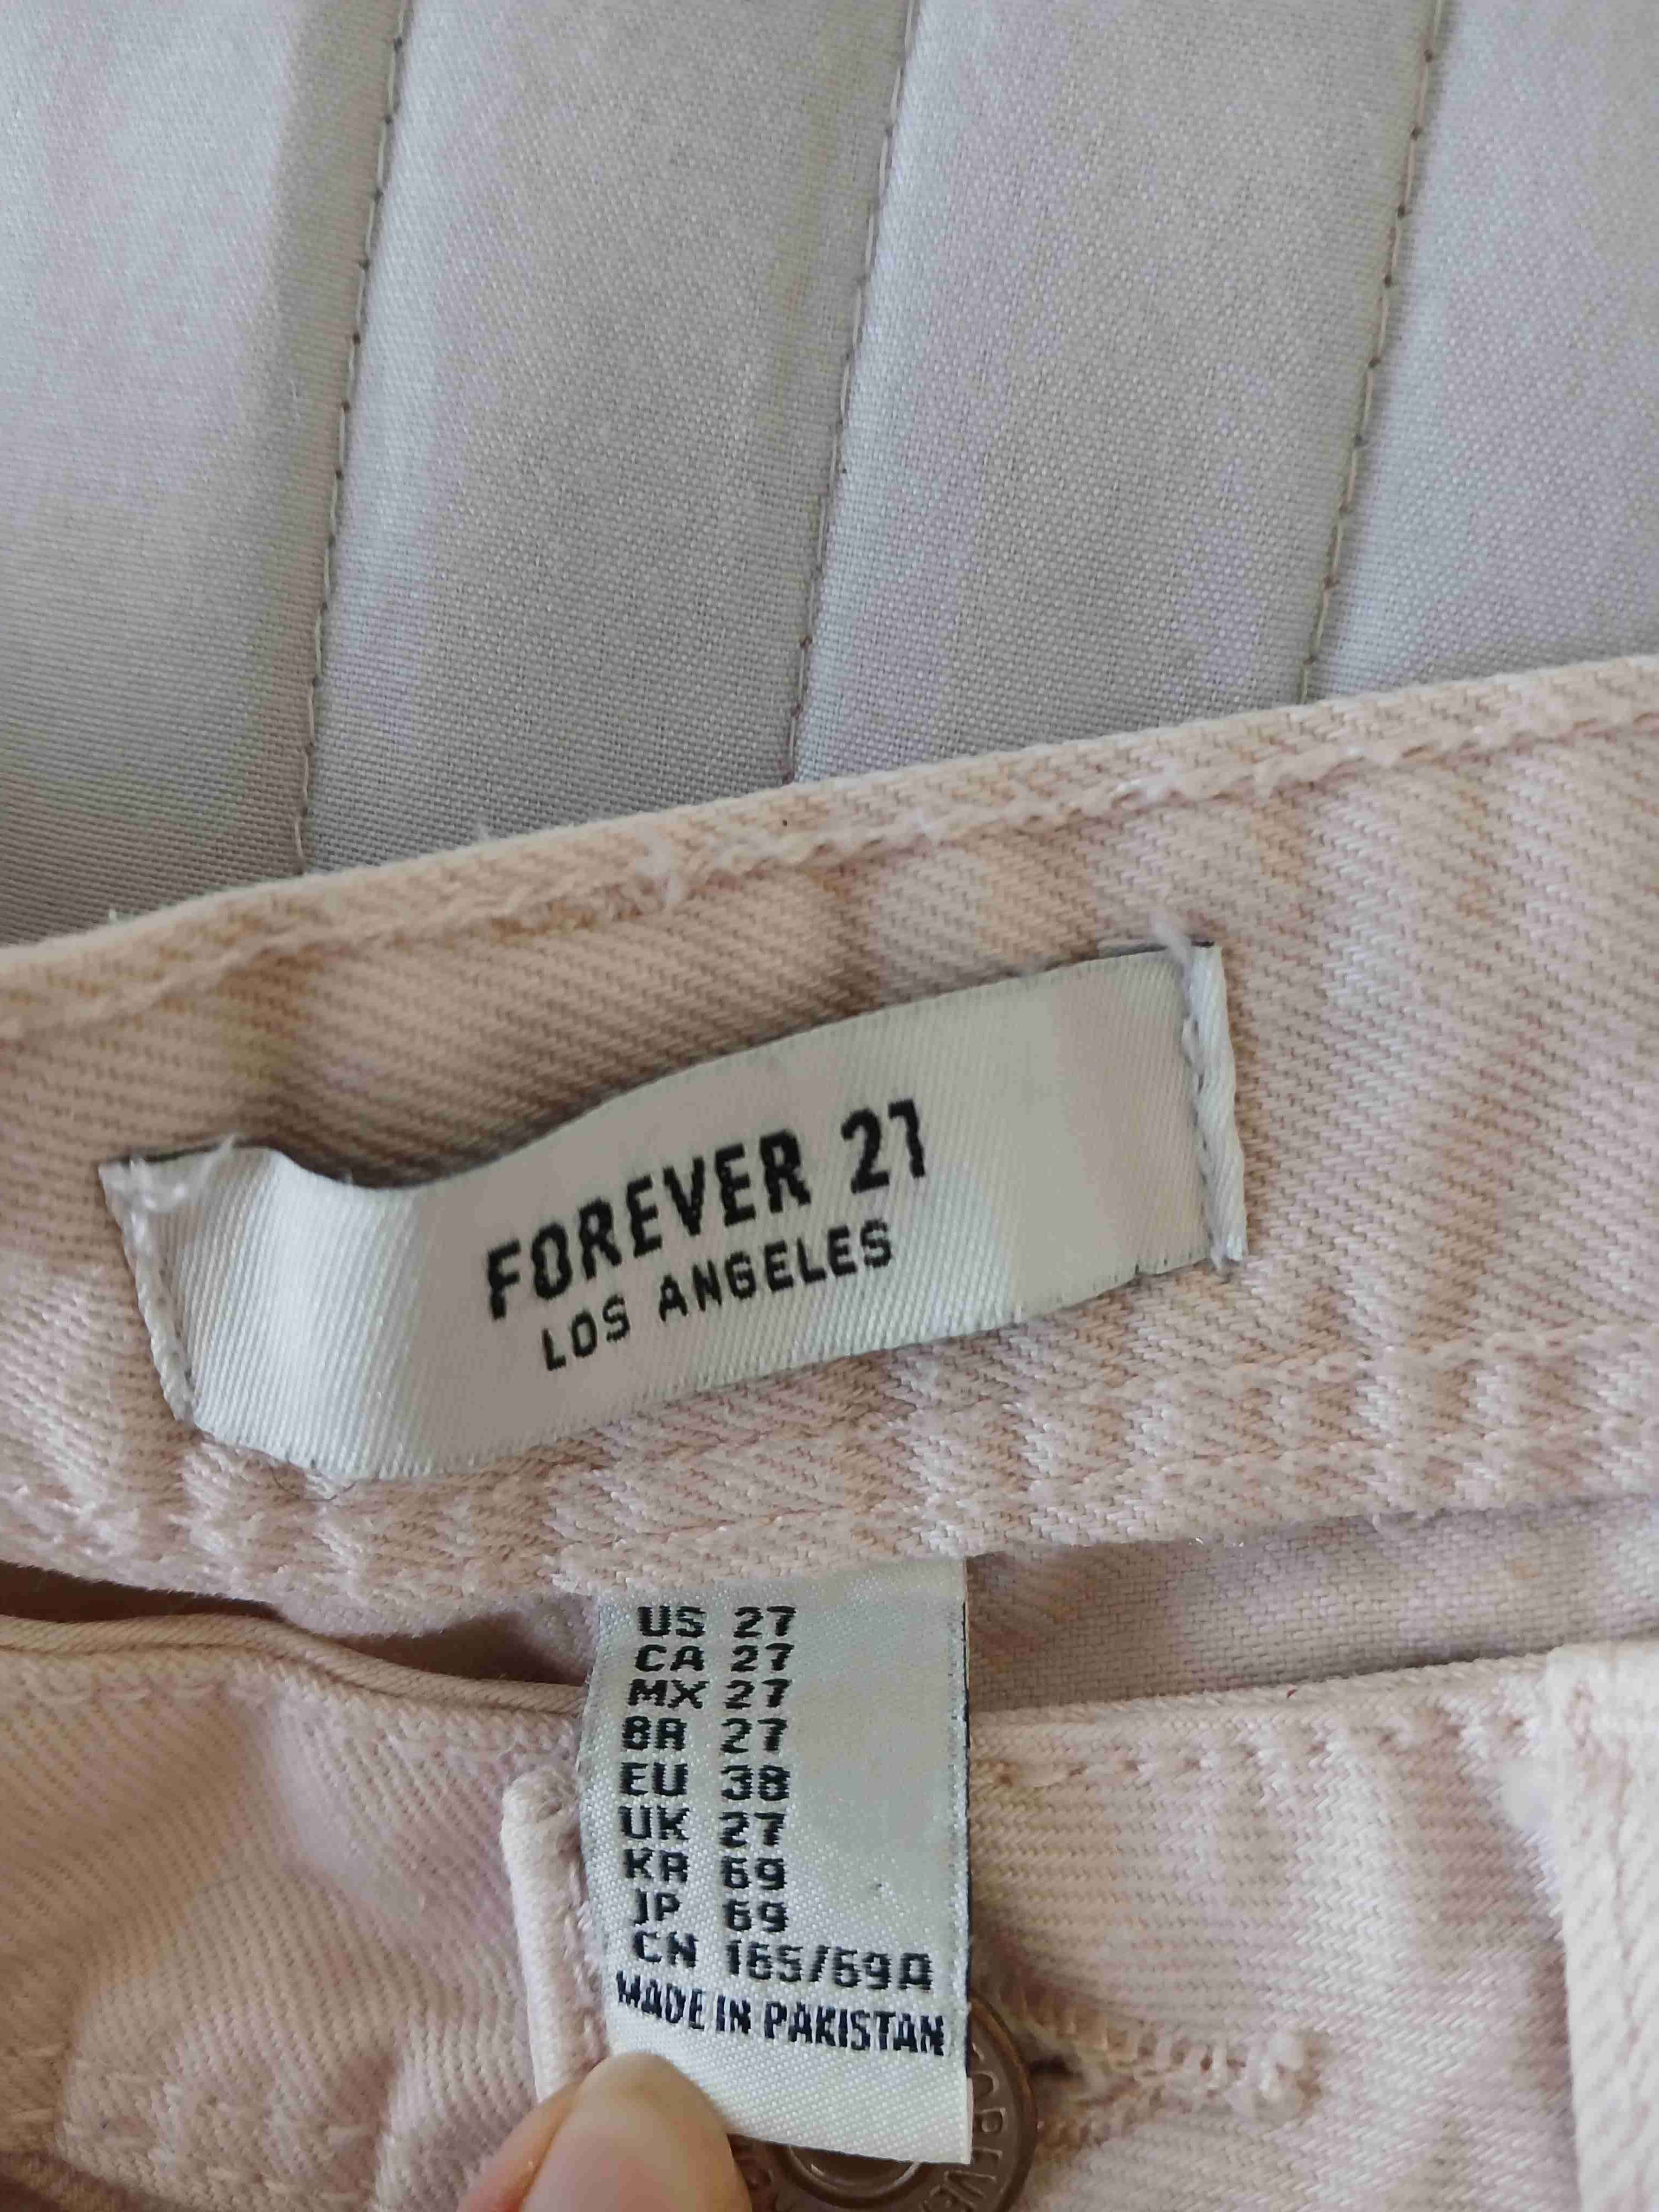 FOREVER 21
LOS ANGELES
US 27
CA 27
MX 27
BR 27
EU 38
UK 27
KR 69
JP 69
CN 165/69A
MADE IN PAKISTAN